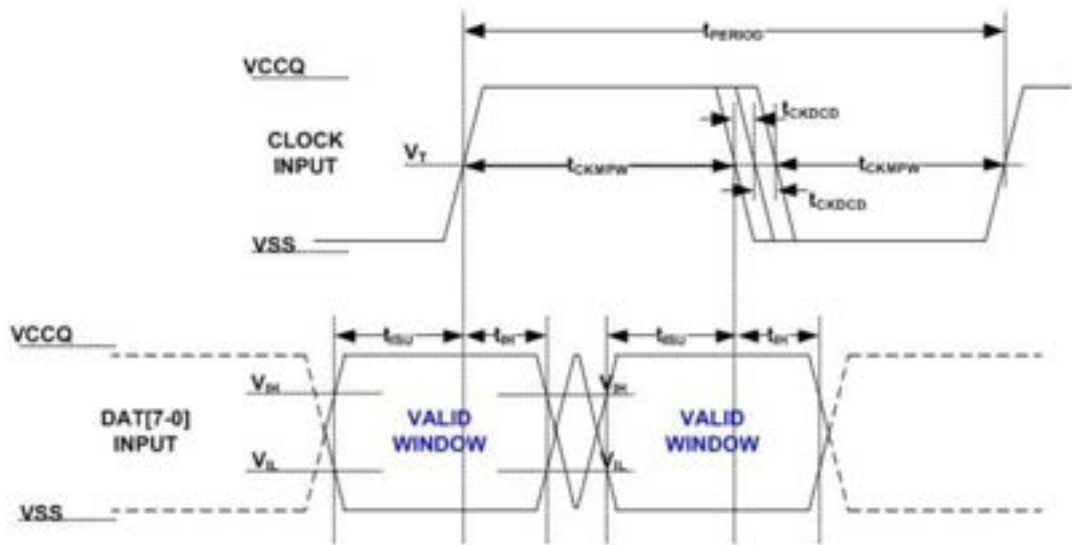 tPERIOD
VCCQ
tCKDCD
CLOCK
INPUT
VT
tCKMPW
tCKMPW
tCKDCD
VSS
VCCQ
tISU
tIH
tISU
tIH
VIH
VIH
DAT[7-0]
INPUT
VALID
WINDOW
VALID
WINDOW
VIL
VIL
VSS